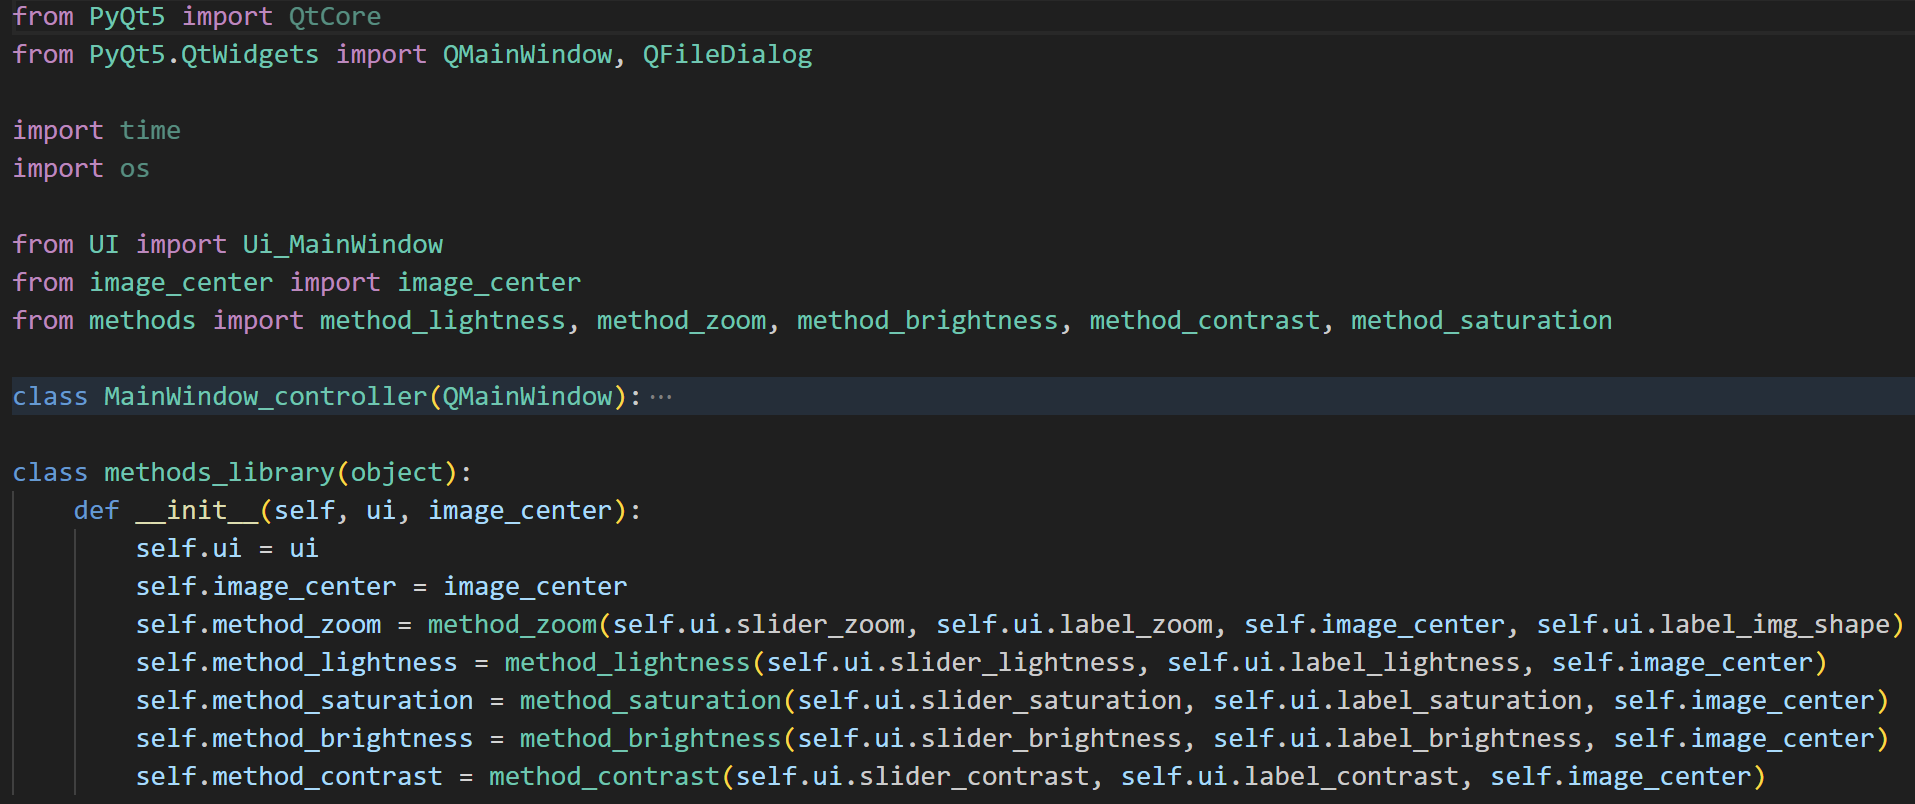 from PyQt5 import QtCore
from PyQt5.QtWidgets import QMainWindow, QFileDialog

import time
import os

from UI import Ui_MainWindow
from image_center import image_center
from methods import method_lightness, method_zoom, method_brightness, method_contrast, method_saturation

class MainWindow_controller(QMainWindow):···

class methods_library(object):
    def __init__(self, ui, image_center):
        self.ui = ui
        self.image_center = image_center
        self.method_zoom = method_zoom(self.ui.slider_zoom, self.ui.label_zoom, self.image_center, self.ui.label_img_shape)
        self.method_lightness = method_lightness(self.ui.slider_lightness, self.ui.label_lightness, self.image_center)
        self.method_saturation = method_saturation(self.ui.slider_saturation, self.ui.label_saturation, self.image_center)
        self.method_brightness = method_brightness(self.ui.slider_brightness, self.ui.label_brightness, self.image_center)
        self.method_contrast = method_contrast(self.ui.slider_contrast, self.ui.label_contrast, self.image_center)